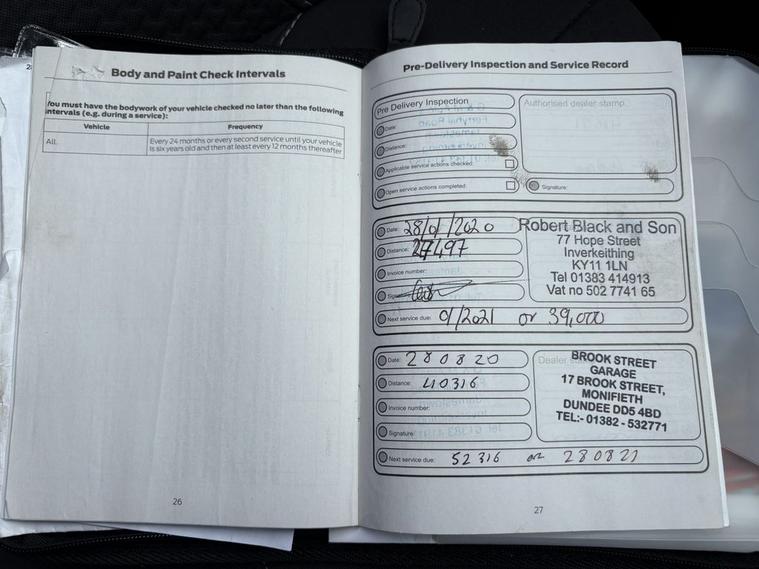 Body and Paint Check Intervals
You must have the bodywork of your vehicle checked no later than the following
intervals (e.g. during a service):
Vehicle Frequency
All. Every 24 months or every second service until your vehicle
is six years old and then at least every 12 months thereafter
26
Pre-Delivery Inspection and Service Record
Pre Delivery Inspection
Date:
Distance:
Applicable service actions checked:
Open service actions completed:
Authorised dealer stamp
Signature:
Date: 28/01/2020
Distance: 27497
Invoice number:
Next service due: 01/2021 or 39,000
Robert Black and Son
77 Hope Street
Inverkeithing
KY11 1LN
Tel 01383 414913
Vat no 502 7741 65
Date: 280820
Distance: 40316
Invoice number:
Signature:
Next service due: 52316 or 280821
Dealer
BROOK STREET
GARAGE
17 BROOK STREET,
MONIFIETH
DUNDEE DD5 4BD
TEL:- 01382 - 532771
27